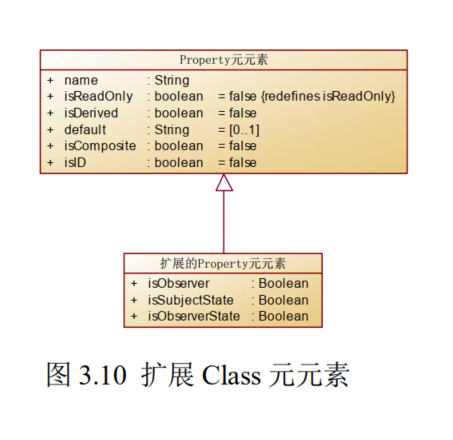 Property元元素
+ name : String
+ isReadOnly : boolean = false {redefines isReadOnly}
+ isDerived : boolean = false
+ default : String = [0..1]
+ isComposite : boolean = false
+ isID : boolean = false
扩展的Property元元素
+ isObserver : Boolean
+ isSubjectState : Boolean
+ isObserverState : Boolean
图 3.10 扩展 Class 元元素